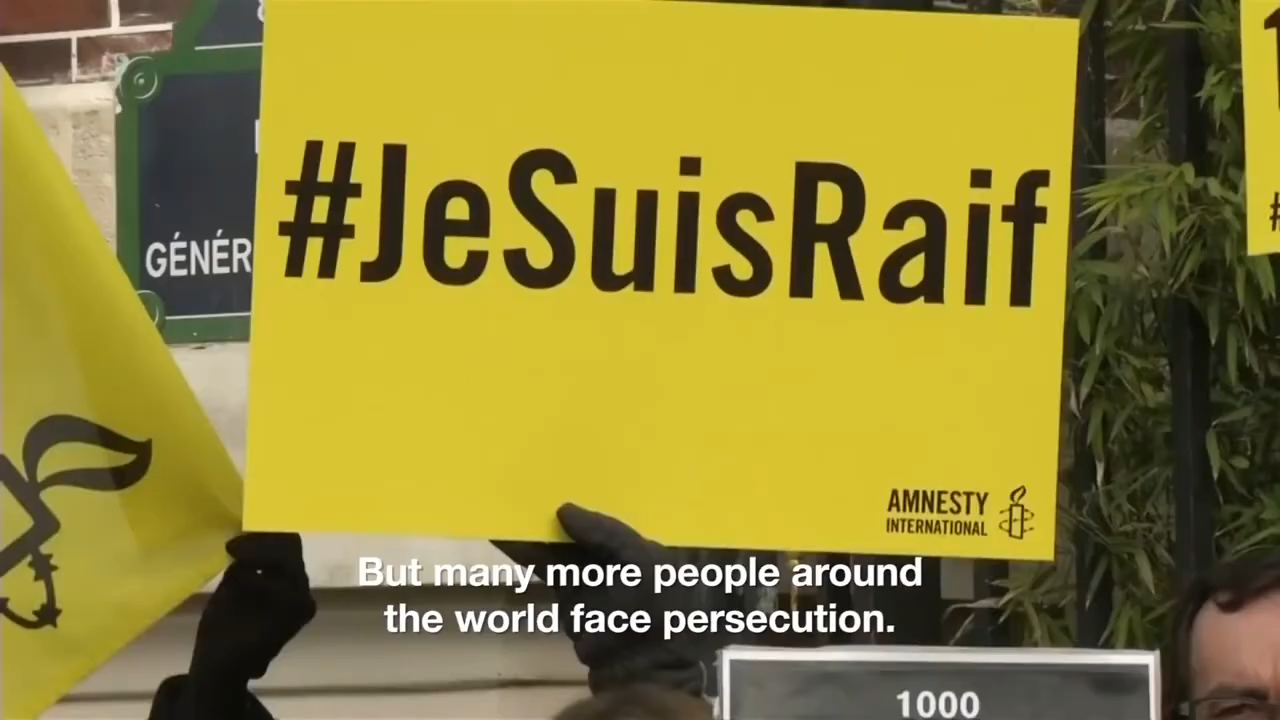 #JeSuisRaif
GÉNÉR
AMNESTY
INTERNATIONAL
But many more people around
the world face persecution.
1000
#